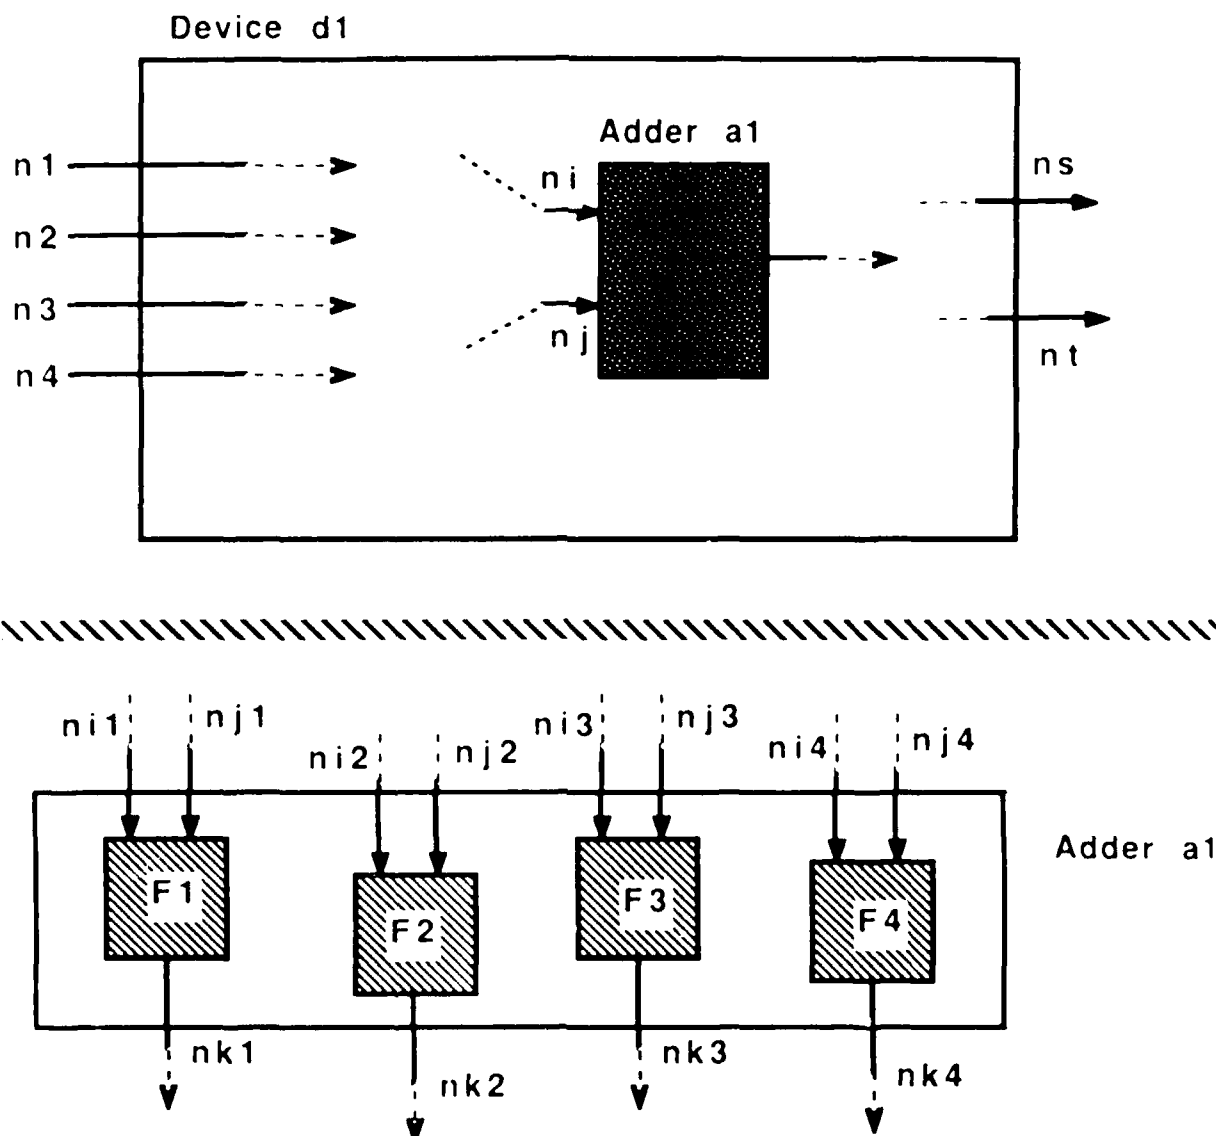 Device d1
Adder a1
n1
n2
n3
n4
ni
nj
ns
nt
ni1
nj1
ni2
nj2
ni3
nj3
ni4
nj4
F1
F2
F3
F4
Adder a1
nk1
nk2
nk3
nk4